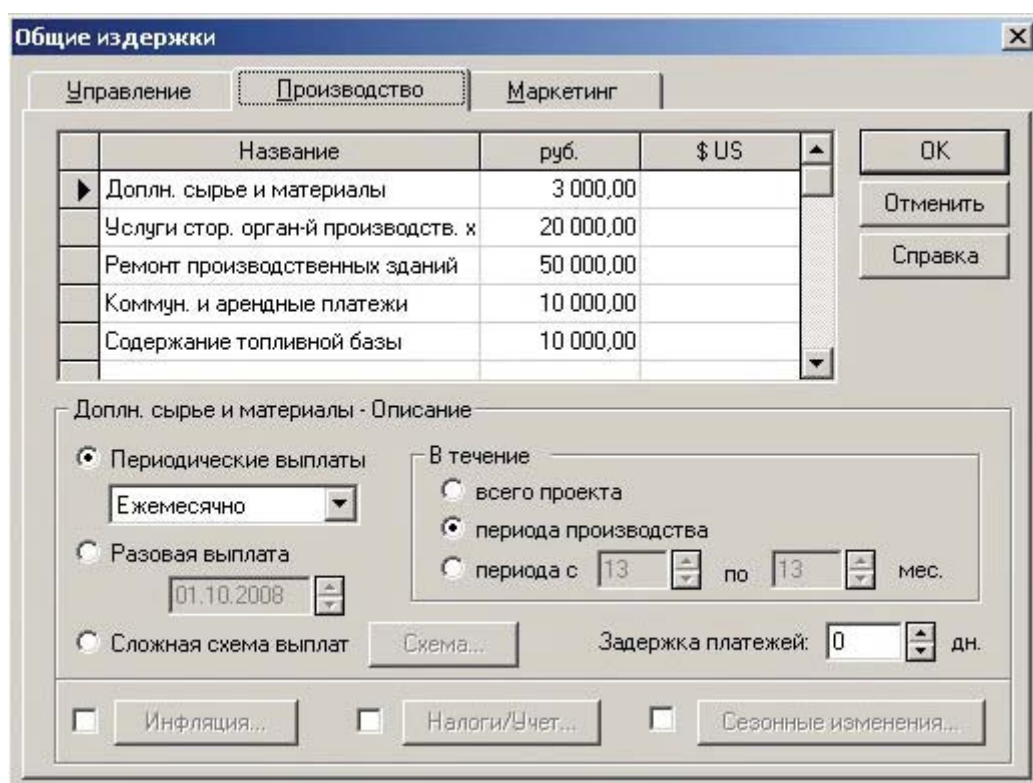 Общие издержки
Управление Производство Маркетинг
Название руб. $ US
Доплн. сырье и материалы 3 000,00
Услуги стор. орган-й производств. х 20 000,00
Ремонт производственных зданий 50 000,00
Коммун. и арендные платежи 10 000,00
Содержание топливной базы 10 000,00
OK
Отменить
Справка
Доплн. сырье и материалы - Описание
Периодические выплаты
Ежемесячно
Разовая выплата
01.10.2008
Сложная схема выплат Схема...
В течение
всего проекта
периода производства
периода с 13 по 13 мес.
Задержка платежей: 0 дн.
Инфляция... Налоги/Учет... Сезонные изменения...